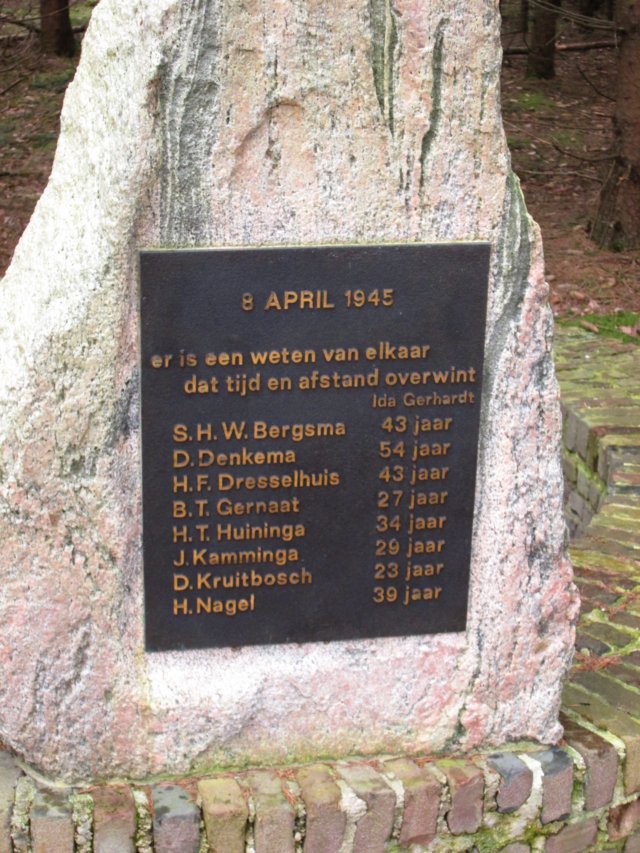 8 APRIL 1945
er is een weten van elkaar
dat tijd en afstand overwint
Ida Gerhardt
S.H.W. Bergsma 43 jaar
D. Denkema 54 jaar
H.F. Dresselhuis 43 jaar
B.T. Gernaat 27 jaar
H.T. Huininga 34 jaar
J. Kamminga 29 jaar
D. Kruitbosch 23 jaar
H. Nagel 39 jaar